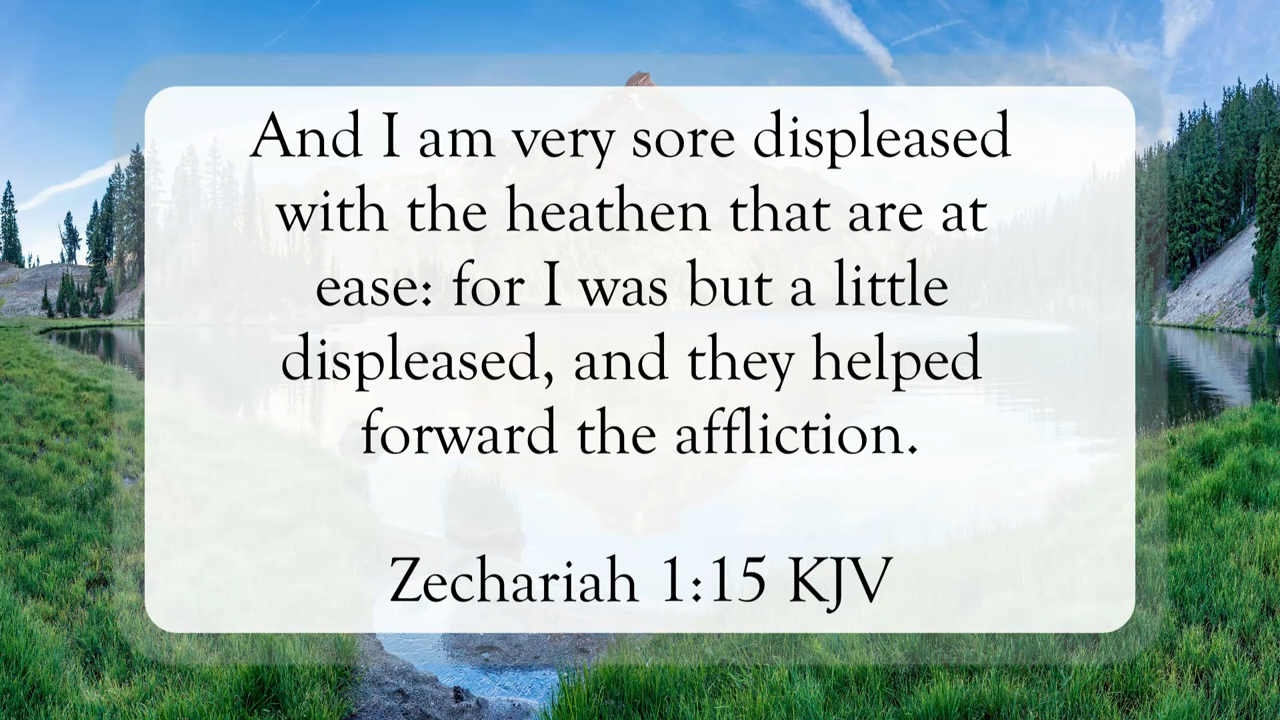 And I am very sore displeased
with the heathen that are at
ease: for I was but a little
displeased, and they helped
forward the affliction.
Zechariah 1:15 KJV